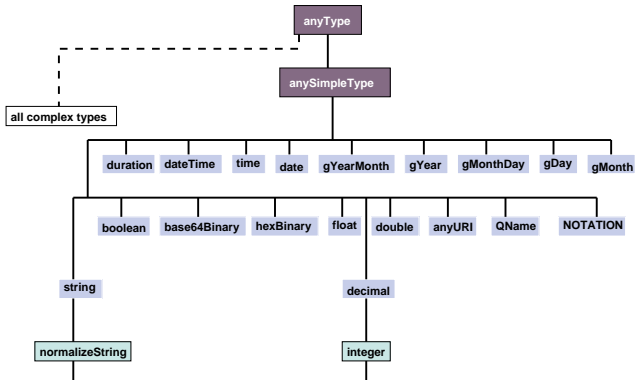 anyType
anySimpleType
all complex types
duration dateTime time date gYearMonth gYear gMonthDay gDay gMonth
boolean base64Binary hexBinary float double anyURI QName NOTATION
string decimal
normalizeString integer